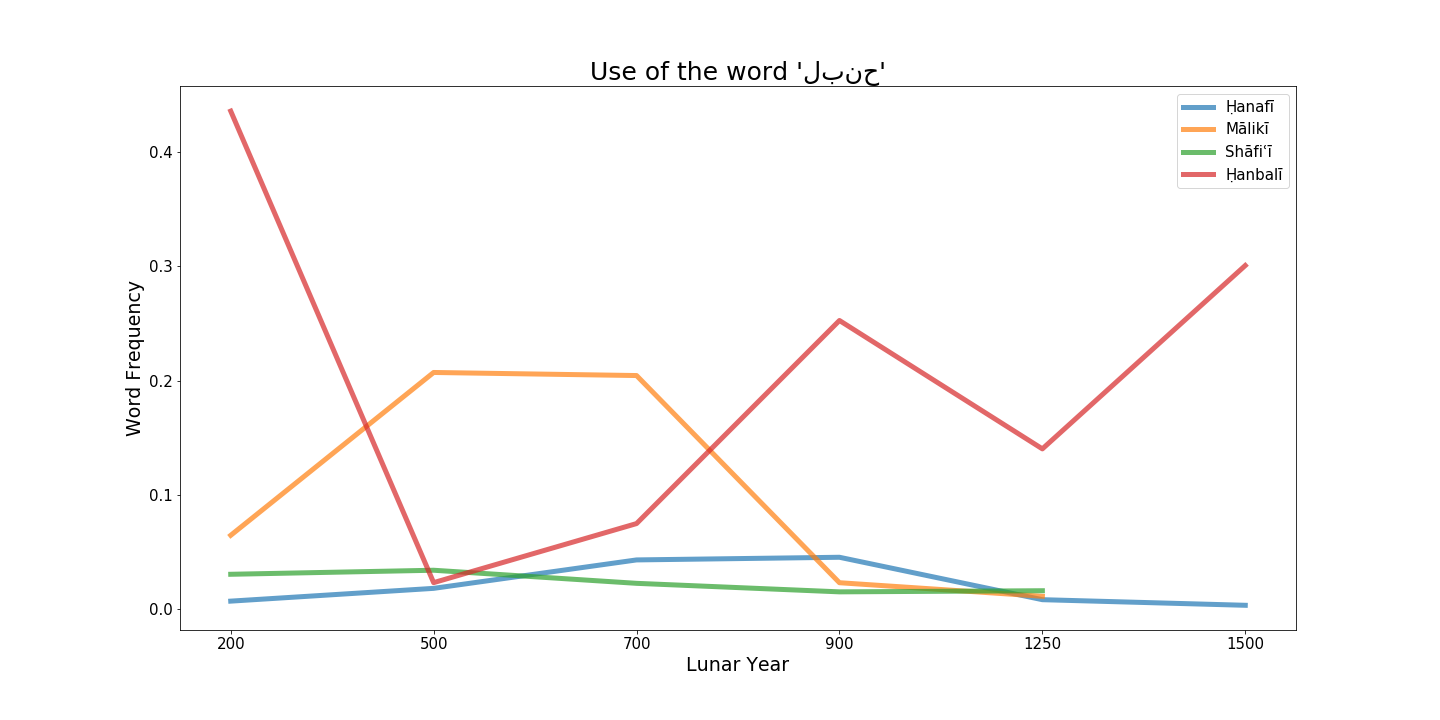 Use of the word 'حنبل'
Ḥanafī
Mālikī
Shāfiʿī
Ḥanbalī
Word Frequency
0.4
0.3
0.2
0.1
0.0
200 500 700 900 1250 1500
Lunar Year